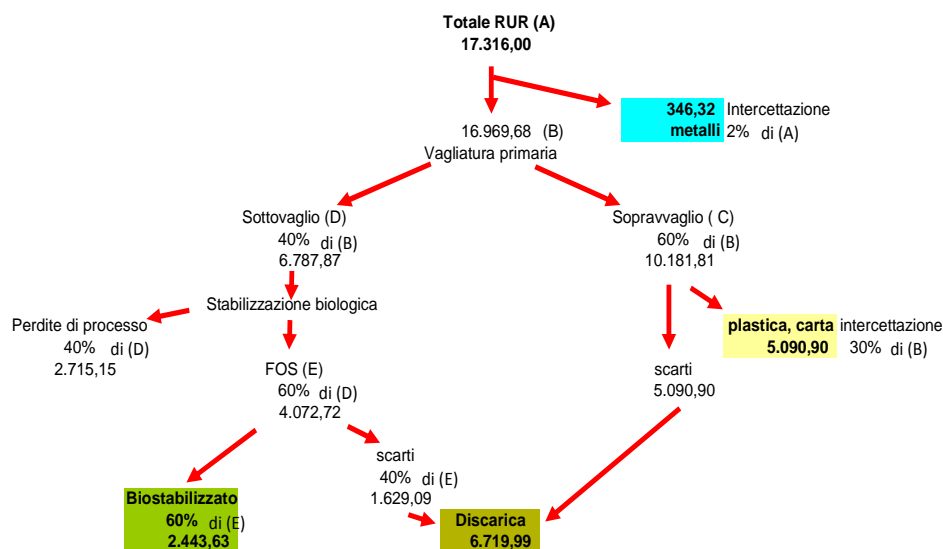 Totale RUR (A)
17.316,00
346,32 Intercettazione
metalli 2% di (A)
16.969,68 (B)
Vagliatura primaria
Sottovaglio (D)
40% di (B)
6.787,87
Sopravvaglio ( C)
60% di (B)
10.181,81
Stabilizzazione biologica
Perdite di processo
40% di (D)
2.715,15
plastica, carta intercettazione
5.090,90 30% di (B)
FOS (E)
60% di (D)
4.072,72
scarti
5.090,90
scarti
40% di (E)
1.629,09
Biostabilizzato
60% di (E)
2.443,63
Discarica
6.719,99